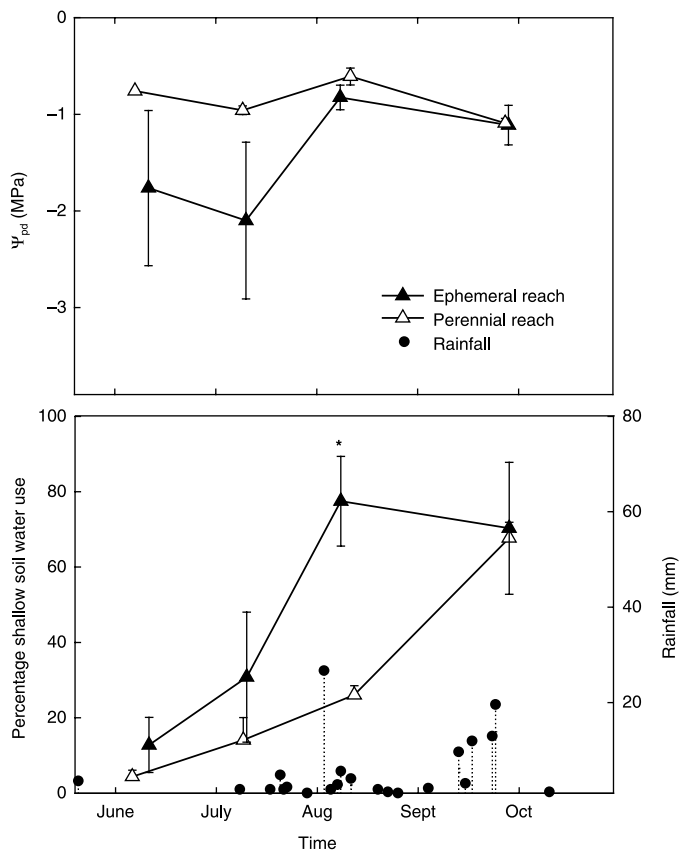 0
−1
−2
−3
Ψpd (MPa)
Ephemeral reach
Perennial reach
Rainfall
100
80
60
40
20
0
Percentage shallow soil water use
*
80
60
40
20
Rainfall (mm)
June
July
Aug
Sept
Oct
Time